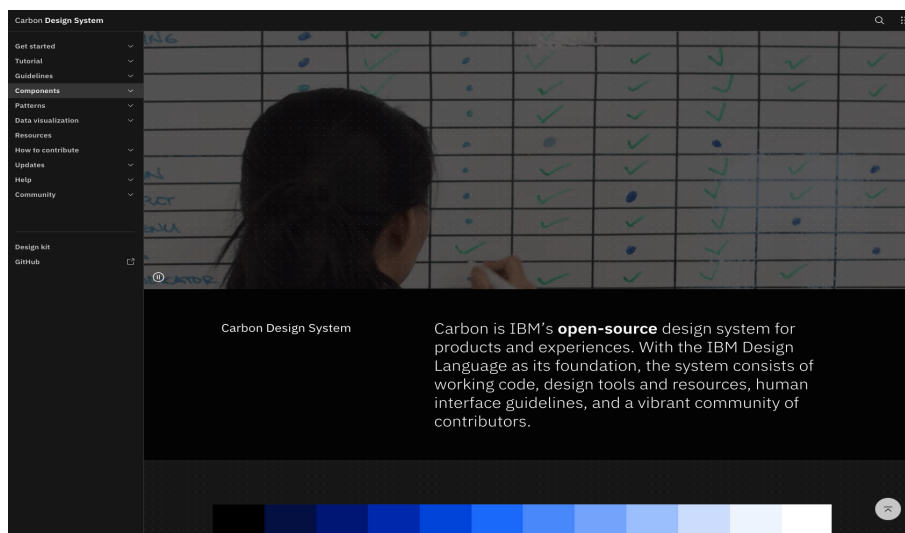 Carbon Design System
Get started
Tutorial
Guidelines
Components
Patterns
Data visualization
Resources
How to contribute
Updates
Help
Community
Design kit
GitHub
Carbon Design System
Carbon is IBM’s open-source design system for
products and experiences. With the IBM Design
Language as its foundation, the system consists of
working code, design tools and resources, human
interface guidelines, and a vibrant community of
contributors.